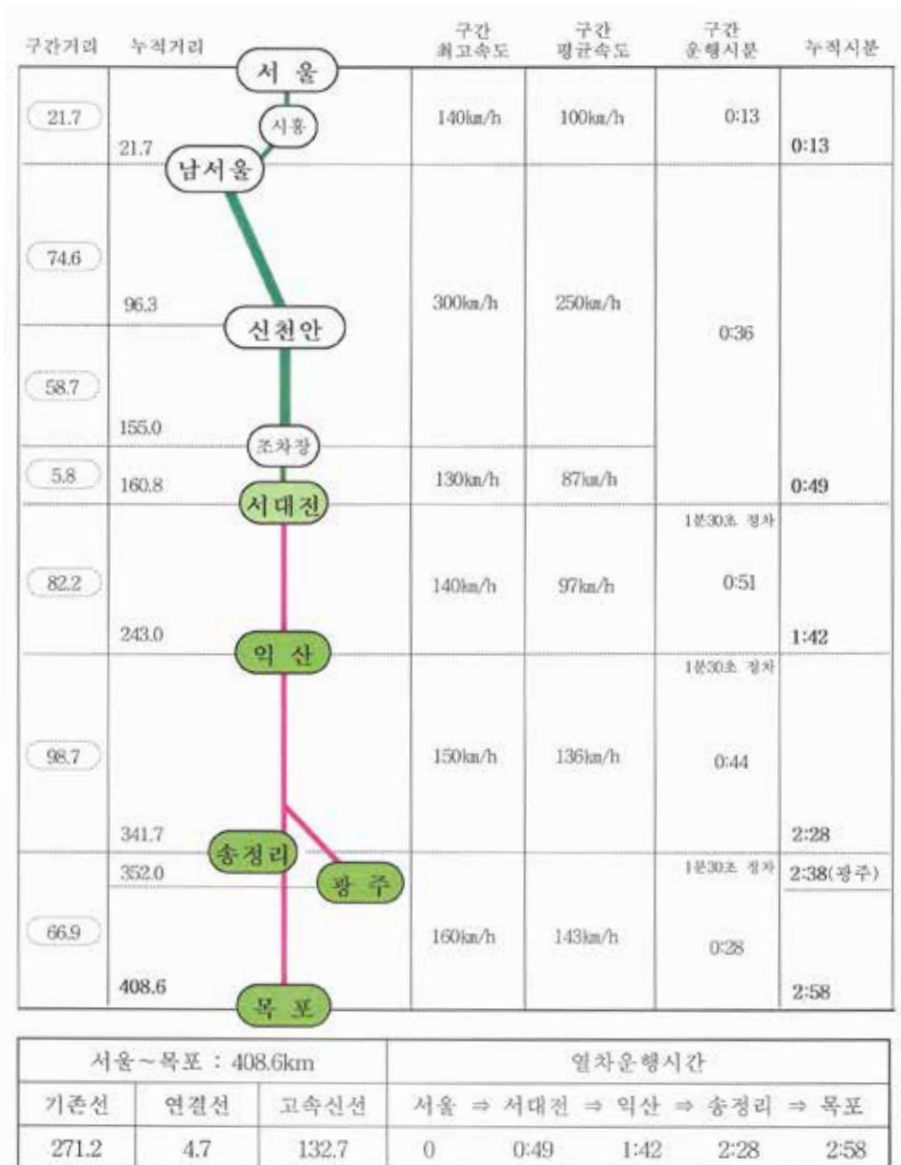 구간거리 누적거리 구간 최고속도 구간 평균속도 구간 운행시분 누적시분
서 울
21.7 시흥 140km/h 100km/h 0:13
21.7 0:13
남서울
74.6
96.3 300km/h 250km/h
신천안 0:36
58.7
155.0
조차장
5.8 160.8 130km/h 87km/h 0:49
서대전
1분30초 정차
82.2 140km/h 97km/h 0:51
243.0 1:42
익 산
1분30초 정차
98.7 150km/h 136km/h 0:44
341.7 2:28
송정리
352.0 1분30초 정차 2:38(광주)
광 주
66.9 160km/h 143km/h 0:28
408.6 2:58
목 포
서울~목포 : 408.6km 열차운행시간
기존선 연결선 고속신선 서울 ⇒ 서대전 ⇒ 익산 ⇒ 송정리 ⇒ 목포
271.2 4.7 132.7 0 0:49 1:42 2:28 2:58